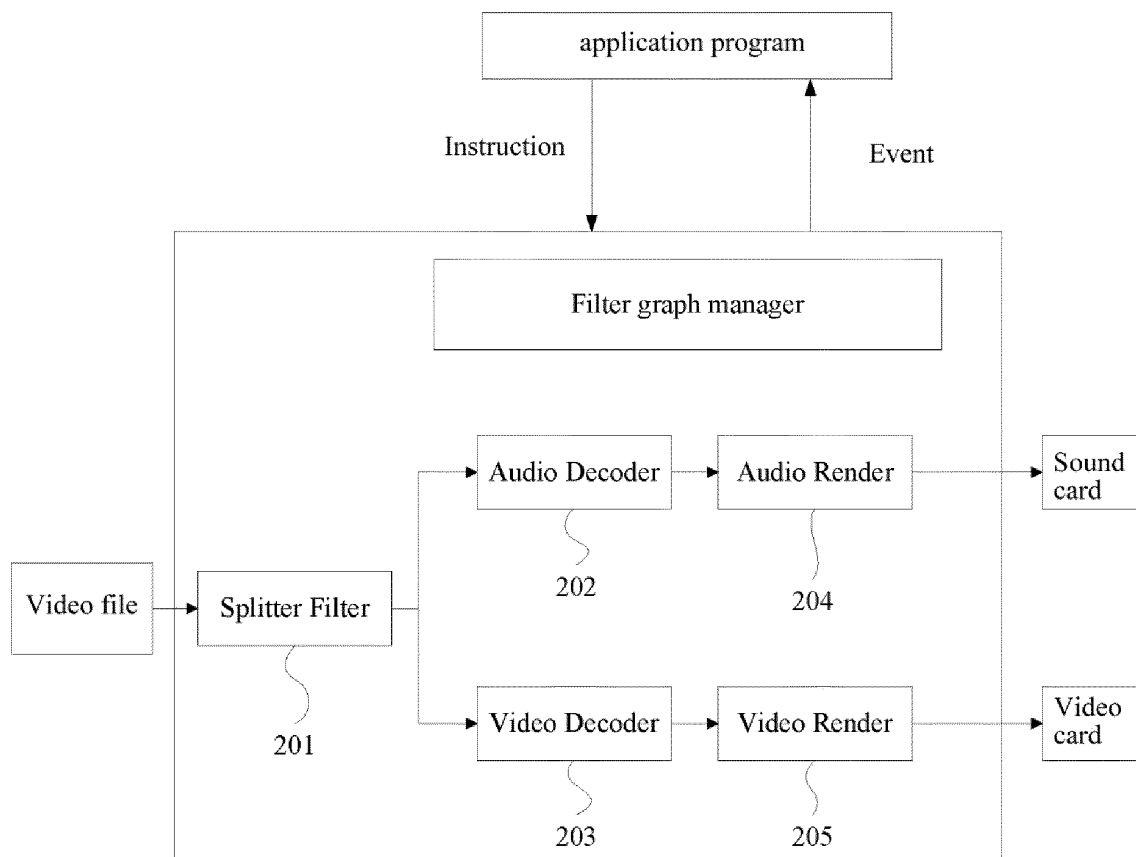 application program
Instruction
Event
Filter graph manager
Audio Decoder
Audio Render
Sound
card
202
204
Video file
Splitter Filter
201
Video Decoder
Video Render
Video
card
203
205